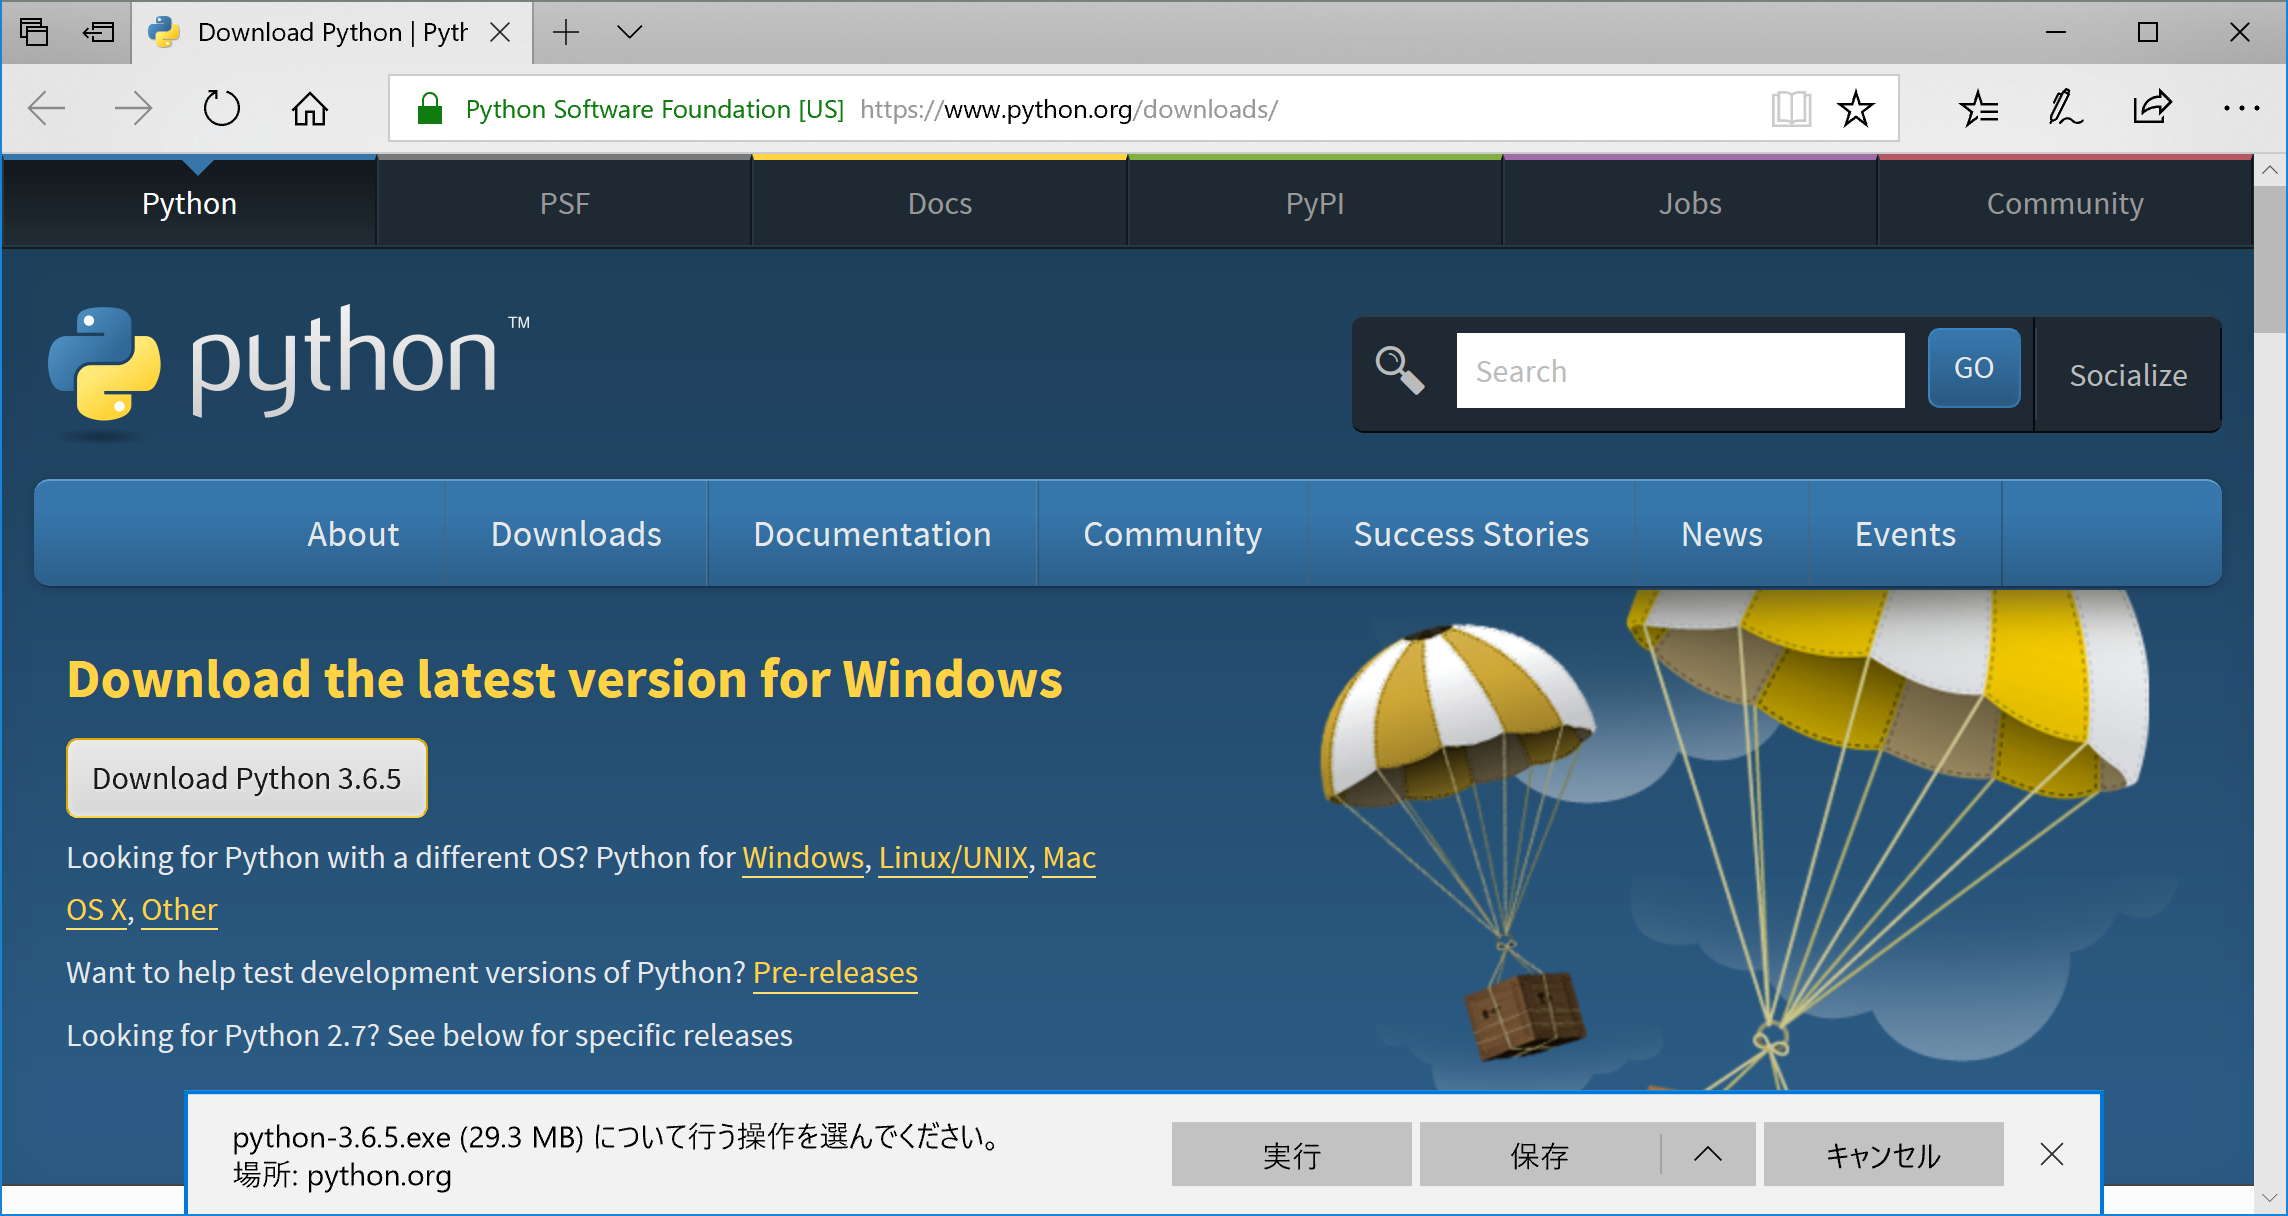 Download Python | Pyth
Python Software Foundation [US] https://www.python.org/downloads/
Python PSF Docs PyPI Jobs Community
python TM
Search GO Socialize
About Downloads Documentation Community Success Stories News Events
Download the latest version for Windows
Download Python 3.6.5
Looking for Python with a different OS? Python for Windows, Linux/UNIX, Mac
OS X, Other
Want to help test development versions of Python? Pre-releases
Looking for Python 2.7? See below for specific releases
python-3.6.5.exe (29.3 MB) について行う操作を選んでください。
場所: python.org
実行 保存 キャンセル